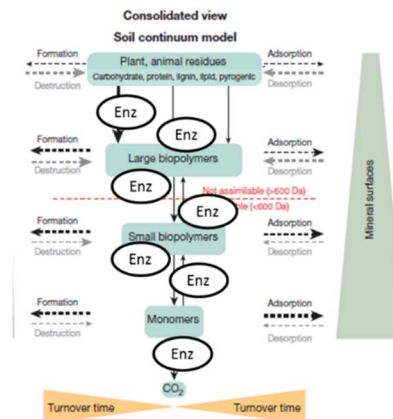 Consolidated view
Soil continuum model
Formation
Plant, animal residues
Adsorption
Destruction
Carbohydrate, protein, lignin, lipid, pyrogenic
Desorption
Enz
Enz
Formation
Adsorption
Large biopolymers
Destruction
Desorption
Enz
Not assimilable (>600 Da)
Enz
(<600 Da)
Formation
Adsorption
Small biopolymers
Destruction
Desorption
Enz
Enz
Formation
Adsorption
Monomers
Destruction
Desorption
Enz
CO2
Turnover time
Turnover time
Mineral surfaces